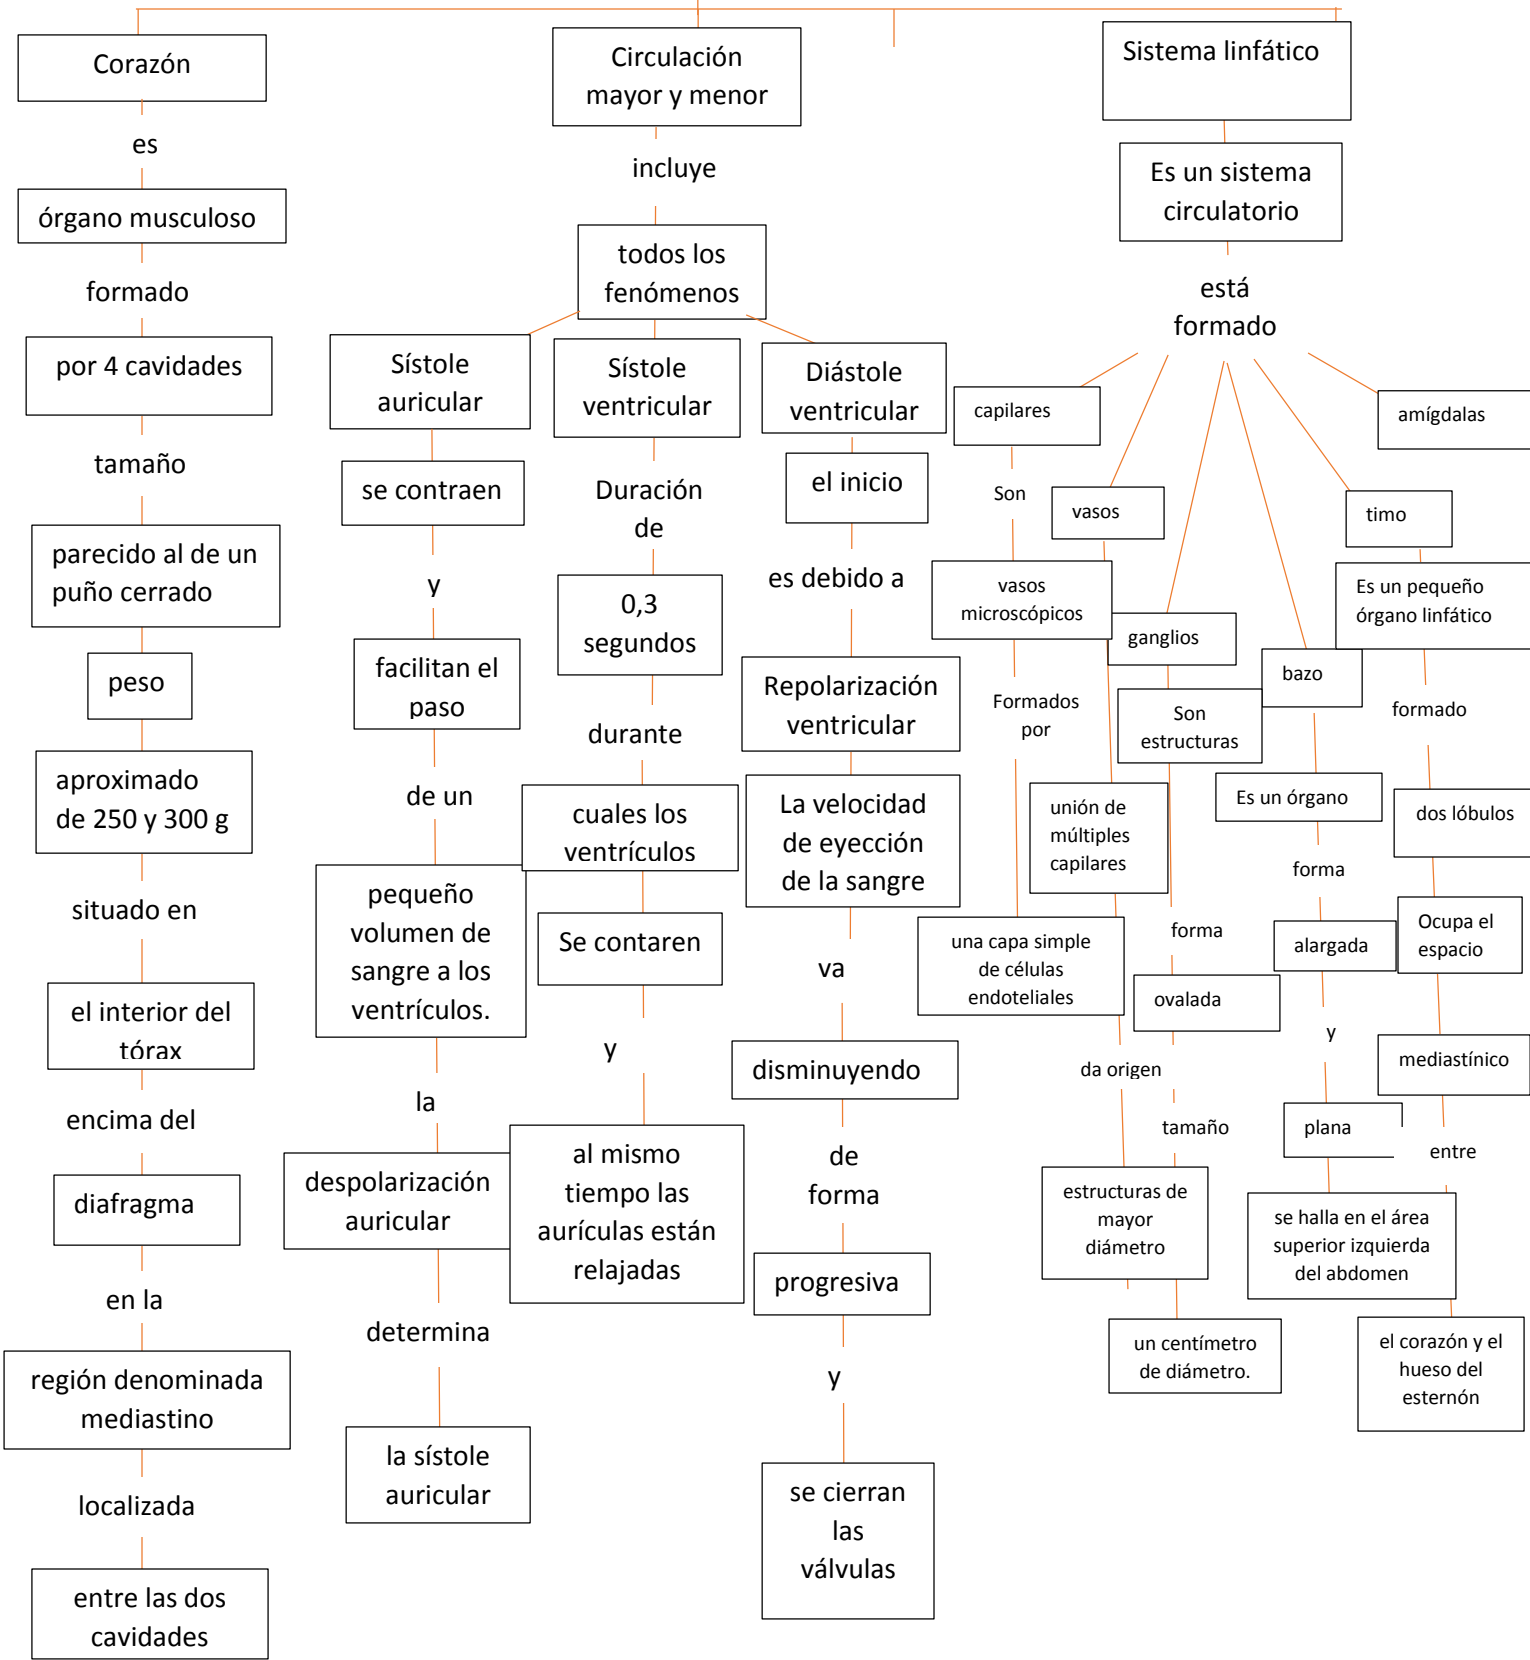 Corazón
es
órgano musculoso
formado
por 4 cavidades
tamaño
parecido al de un
puño cerrado
peso
aproximado
de 250 y 300 g
situado en
el interior del
tórax
encima del
diafragma
en la
región denominada
mediastino
localizada
entre las dos
cavidades
Circulación
mayor y menor
incluye
todos los
fenómenos
Sístole
auricular
se contraen
y
facilitan el
paso
de un
pequeño
volumen de
sangre a los
ventrículos.
la
despolarización
auricular
determina
la sístole
auricular
Sístole
ventricular
Duración
de
0,3
segundos
durante
cuales los
ventrículos
Se contaren
y
al mismo
tiempo las
aurículas están
relajadas
Diástole
ventricular
el inicio
es debido a
Repolarización
ventricular
La velocidad
de eyección
de la sangre
va
disminuyendo
de
forma
progresiva
y
se cierran
las
válvulas
Sistema linfático
Es un sistema
circulatorio
está
formado
capilares
Son
vasos
microscópicos
Formados
por
una capa simple
de células
endoteliales
vasos
unión de
múltiples
capilares
da origen
estructuras de
mayor
diámetro
ganglios
Son
estructuras
forma
ovalada
tamaño
un centímetro
de diámetro.
bazo
Es un órgano
forma
alargada
y
plana
se halla en el área
superior izquierda
del abdomen
timo
Es un pequeño
órgano linfático
formado
dos lóbulos
Ocupa el
espacio
mediastínico
entre
el corazón y el
hueso del
esternón
amígdalas